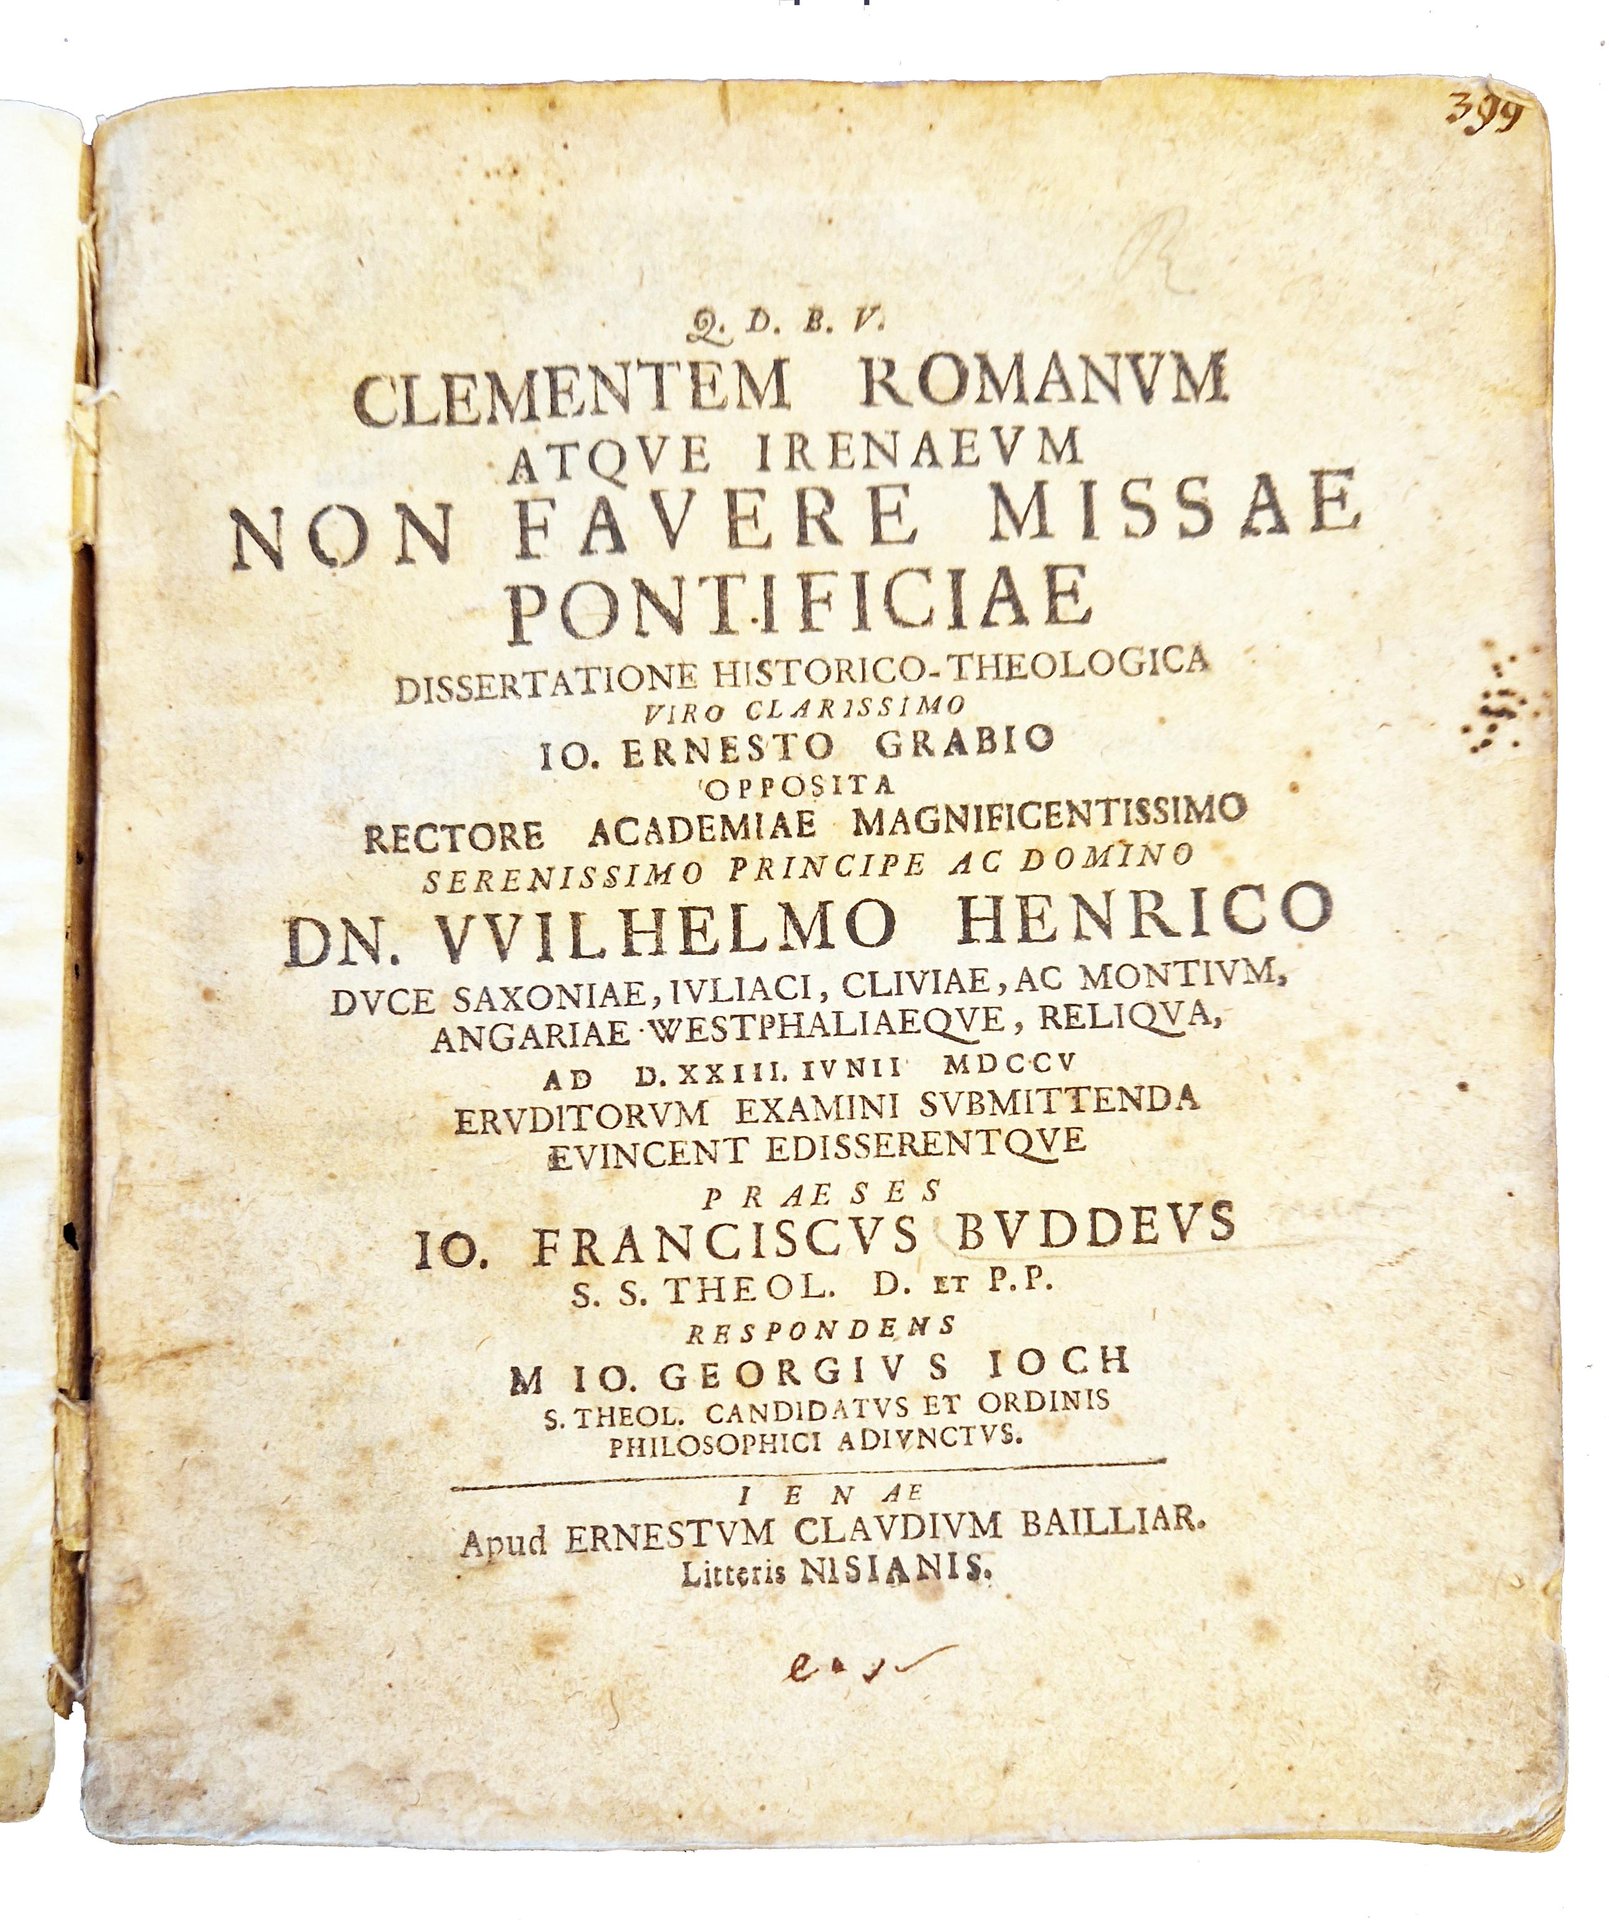 399
Q. D. B. V.
CLEMENTEM ROMANVM
ATQVE IRENAEVM
NON FAVERE MISSAE
PONTIFICIAE
DISSERTATIONE HISTORICO-THEOLOGICA
VIRO CLARISSIMO
IO. ERNESTO GRABIO
OPPOSITA
RECTORE ACADEMIAE MAGNIFICENTISSIMO
SERENISSIMO PRINCIPE AC DOMINO
DN. VVILHELMO HENRICO
DVCE SAXONIAE, IVLIACI, CLIVIAE, AC MONTIVM,
ANGARIAE WESTPHALIAEQVE, RELIQVA,
AD D. XXIII. IVNII MDCCV
ERVDITORVM EXAMINI SVBMITTENDA
EVINCENT EDISSERENTQVE
PRAESES
IO. FRANCISCVS BVDDEVS
S. S. THEOL. D. ET P. P.
RESPONDENS
M IO. GEORGIVS IOCH
S. THEOL. CANDIDATVS ET ORDINIS
PHILOSOPHICI ADIVNCTVS.
IENAE
Apud ERNESTVM CLAVDIVM BAILLIAR.
Litteris NISIANIS.